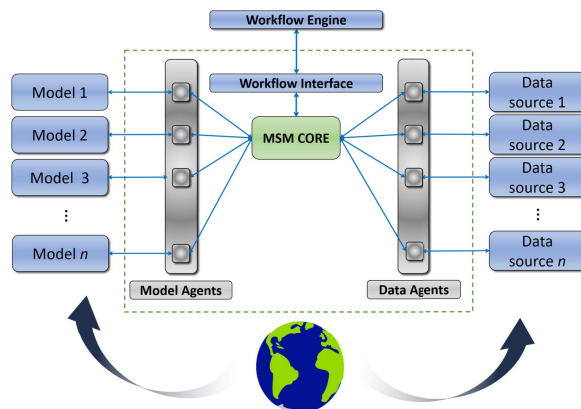 Workflow Engine
Workflow Interface
MSM CORE
Model 1
Model 2
Model 3
...
Model n
Model Agents
Data Agents
Data
source 1
Data
source 2
Data
source 3
...
Data
source n